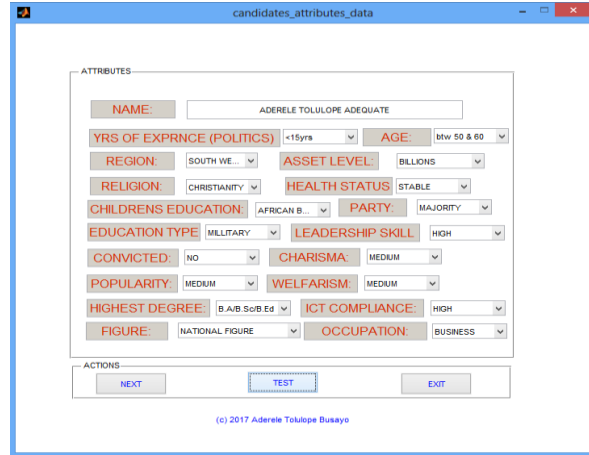 candidates_attributes_data
ATTRIBUTES
NAME: ADERELE TOLULOPE ADEQUATE
YRS OF EXPRNCE (POLITICS) <15yrs AGE: btw 50 & 60
REGION: SOUTH WE... ASSET LEVEL: BILLIONS
RELIGION: CHRISTIANITY HEALTH STATUS STABLE
CHILDRENS EDUCATION: AFRICAN B... PARTY: MAJORITY
EDUCATION TYPE MILLITARY LEADERSHIP SKILL HIGH
CONVICTED: NO CHARISMA: MEDIUM
POPULARITY: MEDIUM WELFARISM: MEDIUM
HIGHEST DEGREE: B.A/B.Sc/B.Ed ICT COMPLIANCE: HIGH
FIGURE: NATIONAL FIGURE OCCUPATION: BUSINESS
ACTIONS
NEXT TEST EXIT
(c) 2017 Aderele Tolulope Busayo